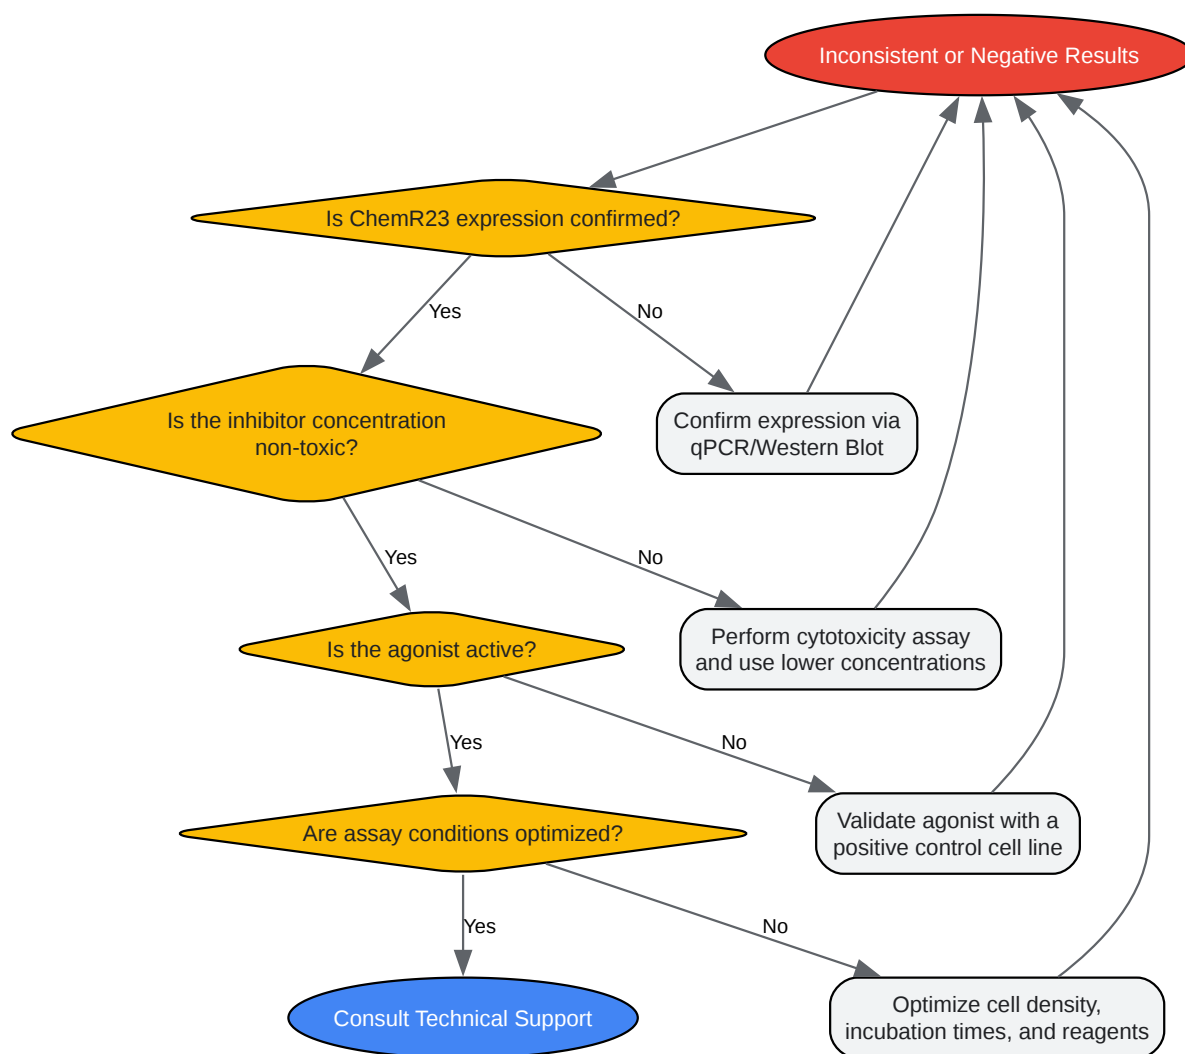 Inconsistent or Negative Results
Is ChemR23 expression confirmed?
Yes
No
Is the inhibitor concentration
non-toxic?
Confirm expression via
qPCR/Western Blot
Yes
No
Is the agonist active?
Perform cytotoxicity assay
and use lower concentrations
Yes
No
Are assay conditions optimized?
Validate agonist with a
positive control cell line
Yes
No
Consult Technical Support
Optimize cell density,
incubation times, and reagents